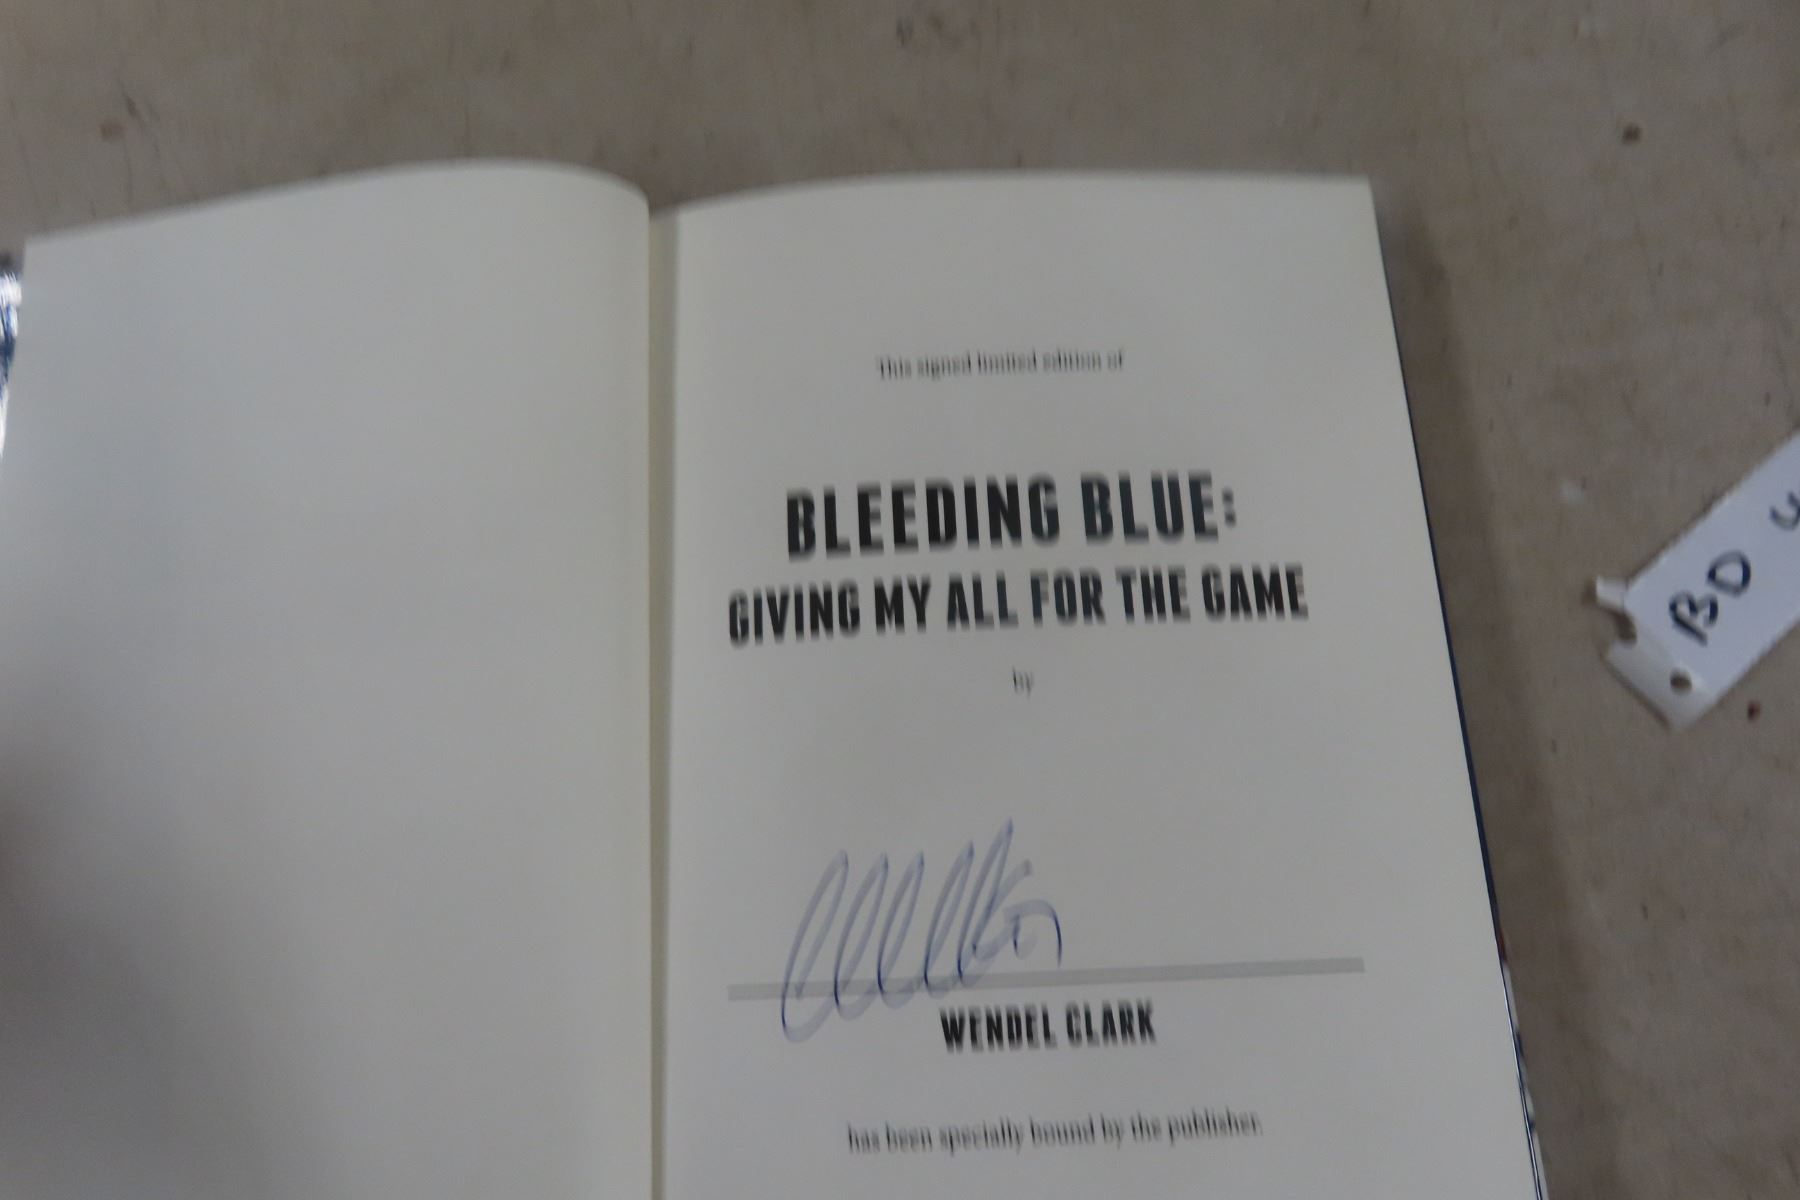 This signed limited edition of
BLEEDING BLUE:
GIVING MY ALL FOR THE GAME
by
WENDEL CLARK
has been specially bound by the publisher.
BD